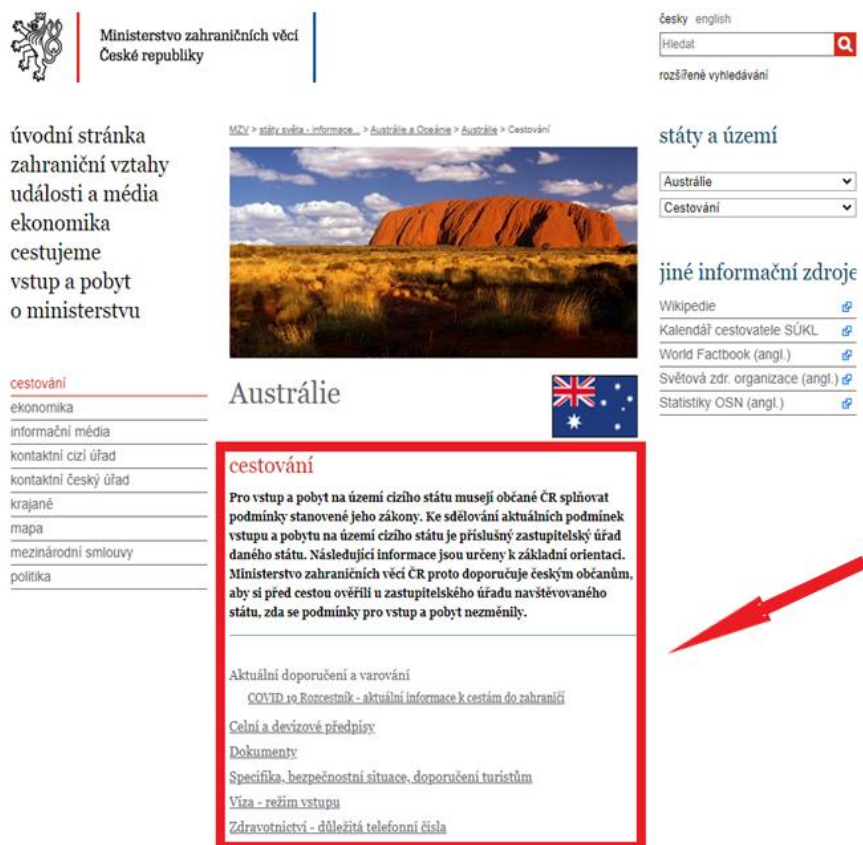 Ministerstvo zahraničních věcí
České republiky
česky english
Hledat
rozšířené vyhledávání
úvodní stránka
zahraniční vztahy
události a média
ekonomika
cestujeme
vstup a pobyt
o ministerstvu
cestování
ekonomika
informační média
kontaktní cizí úřad
kontaktní český úřad
krajané
mapa
mezinárodní smlouvy
politika
MZV > státy světa - informace... > Austrálie a Oceánie > Austrálie > Cestování
Austrálie
cestování
Pro vstup a pobyt na území cizího státu musejí občané ČR splňovat
podmínky stanovené jeho zákony. Ke sdělování aktuálních podmínek
vstupu a pobytu na území cizího státu je příslušný zastupitelský úřad
daného státu. Následující informace jsou určeny k základní orientaci.
Ministerstvo zahraničních věcí ČR proto doporučuje českým občanům,
aby si před cestou ověřili u zastupitelského úřadu navštěvovaného
státu, zda se podmínky pro vstup a pobyt nezměnily.
Aktuální doporučení a varování
COVID 19 Rozcestník - aktuální informace k cestám do zahraničí
Celní a devizové předpisy
Dokumenty
Specifika, bezpečnostní situace, doporučení turistům
Víza - režim vstupu
Zdravotnictví - důležitá telefonní čísla
státy a území
Austrálie
Cestování
jiné informační zdroje
Wikipedie
Kalendář cestovatele SÚKL
World Factbook (angl.)
Světová zdr. organizace (angl.)
Statistiky OSN (angl.)